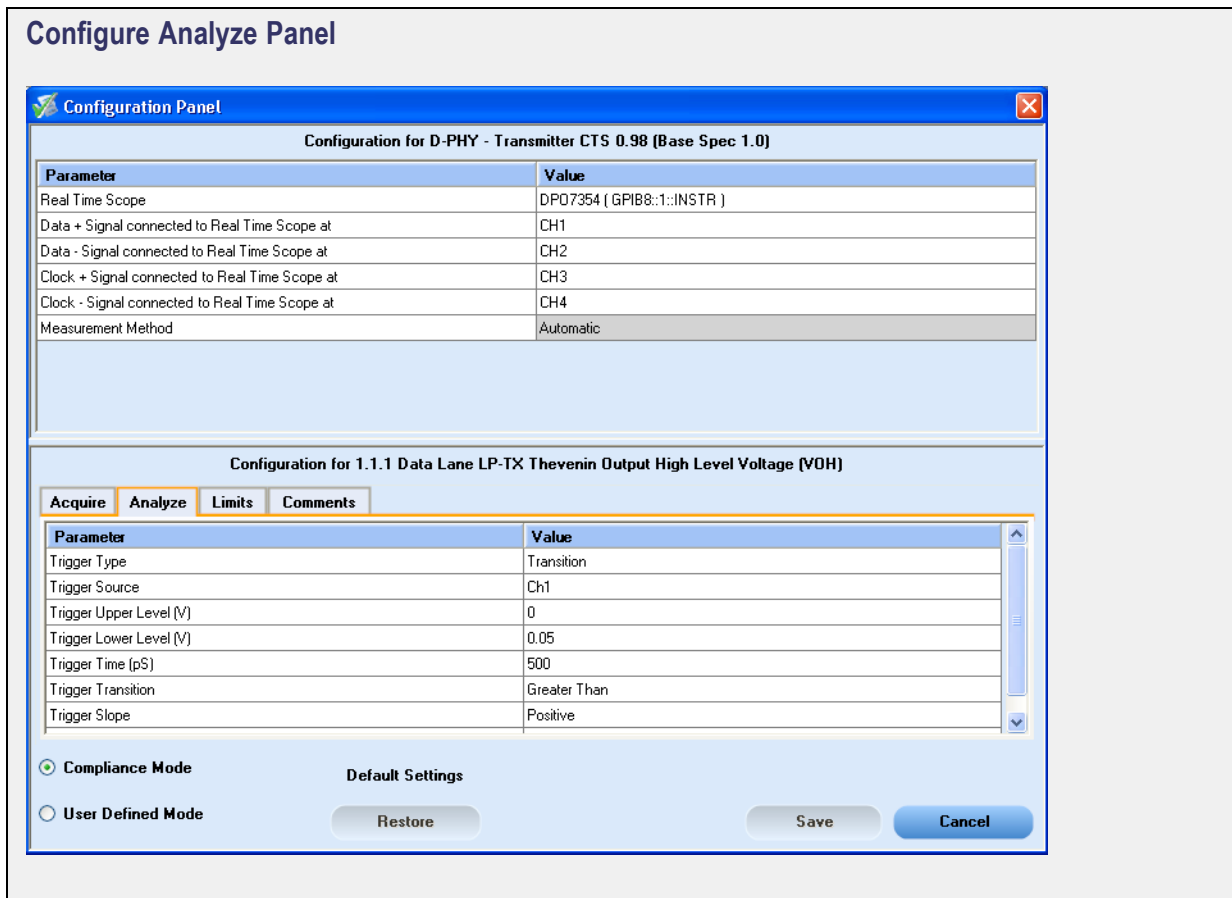 Configure Analyze Panel
Configuration Panel
Configuration for D-PHY - Transmitter CTS 0.98 (Base Spec 1.0)
Parameter Value
Real Time Scope DPO7354 ( GPIB8::1::INSTR )
Data + Signal connected to Real Time Scope at CH1
Data - Signal connected to Real Time Scope at CH2
Clock + Signal connected to Real Time Scope at CH3
Clock - Signal connected to Real Time Scope at CH4
Measurement Method Automatic
Configuration for 1.1.1 Data Lane LP-TX Thevenin Output High Level Voltage (VOH)
Acquire Analyze Limits Comments
Parameter Value
Trigger Type Transition
Trigger Source Ch1
Trigger Upper Level (V) 0
Trigger Lower Level (V) 0.05
Trigger Time (pS) 500
Trigger Transition Greater Than
Trigger Slope Positive
Compliance Mode Default Settings
User Defined Mode Restore Save Cancel